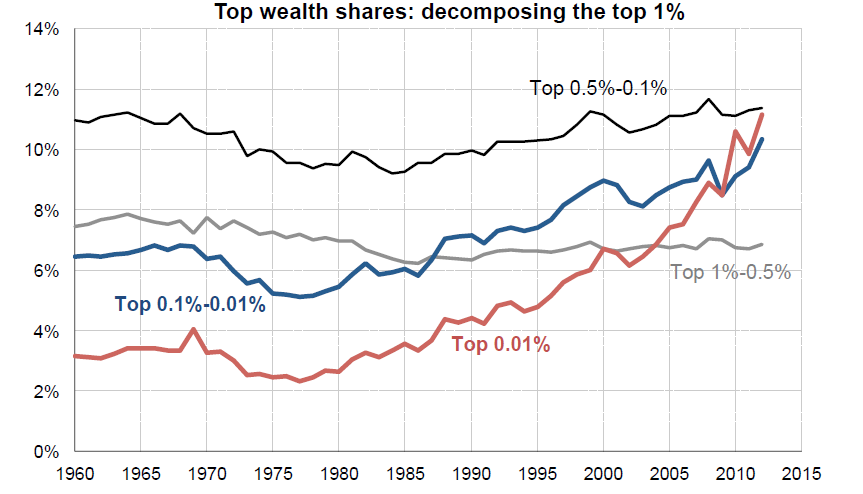 Top wealth shares: decomposing the top 1%
14%
12%
10%
8%
6%
4%
2%
0%
Top 0.5%-0.1%
Top 1%-0.5%
Top 0.1%-0.01%
Top 0.01%
1960 1965 1970 1975 1980 1985 1990 1995 2000 2005 2010 2015